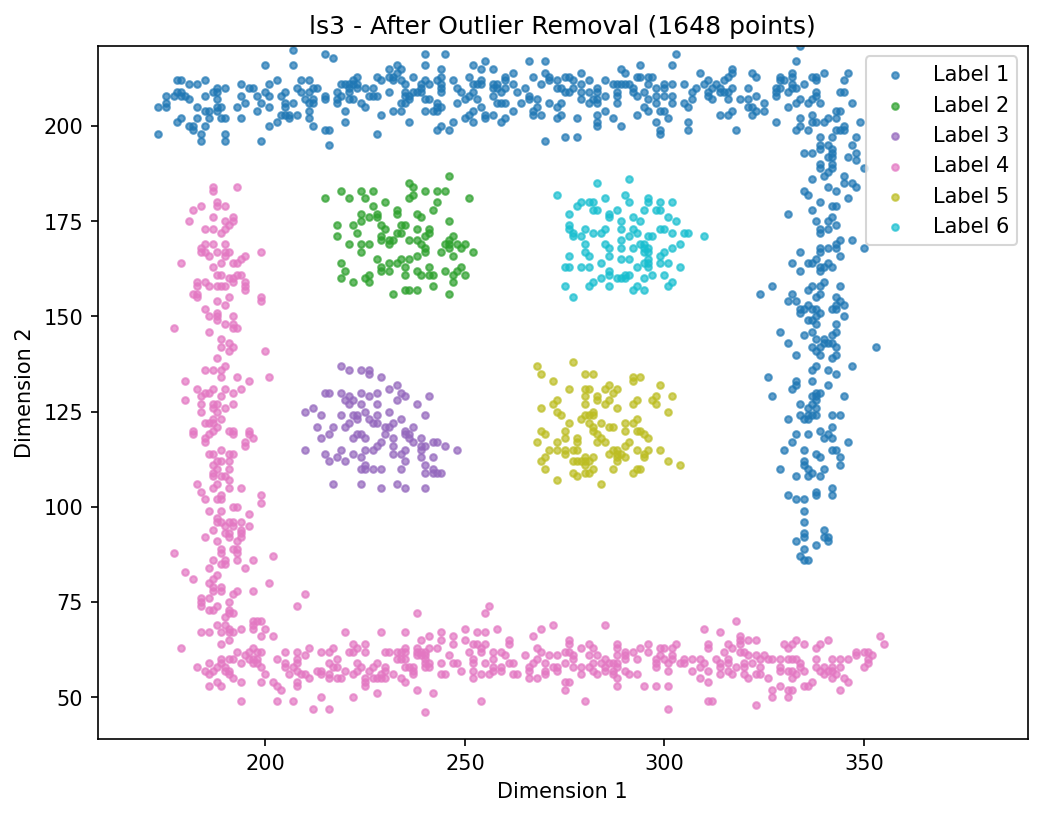 ls3 - After Outlier Removal (1648 points)
Label 1
Label 2
Label 3
Label 4
Label 5
Label 6
Dimension 2
200
175
150
125
100
75
50
200 250 300 350
Dimension 1